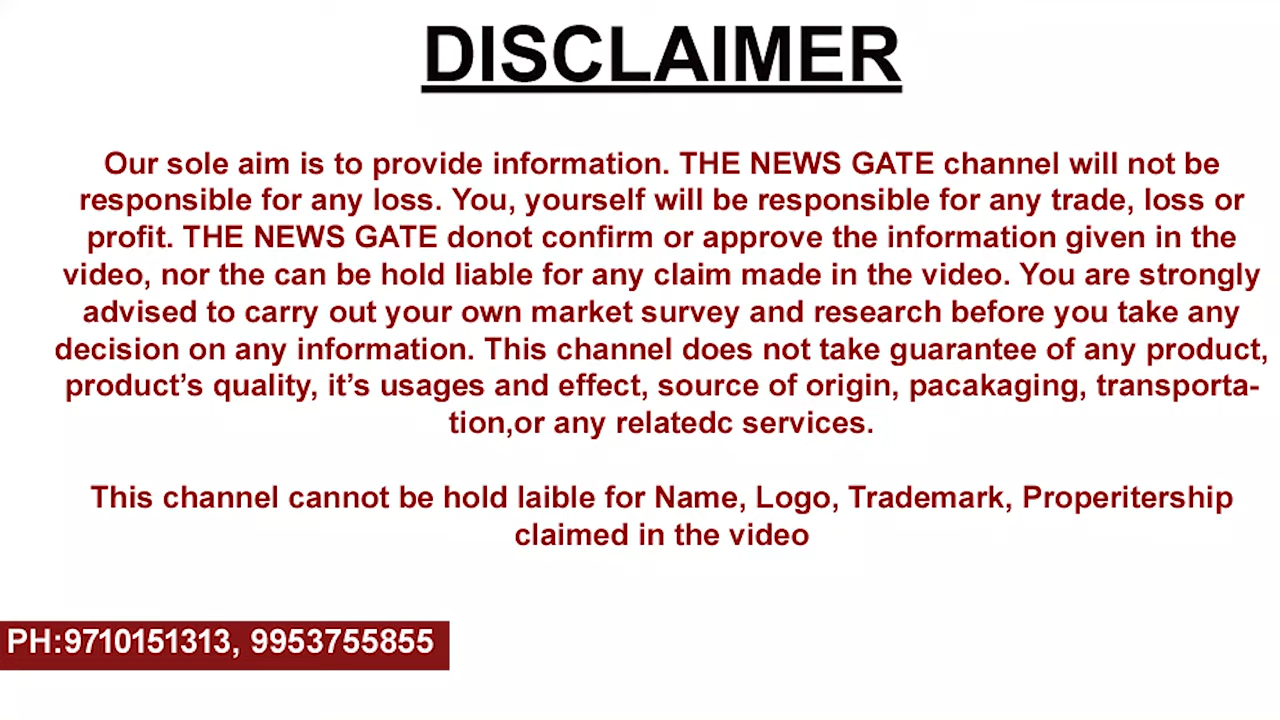 DISCLAIMER
Our sole aim is to provide information. THE NEWS GATE channel will not be
responsible for any loss. You, yourself will be responsible for any trade, loss or
profit. THE NEWS GATE donot confirm or approve the information given in the
video, nor the can be hold liable for any claim made in the video. You are strongly
advised to carry out your own market survey and research before you take any
decision on any information. This channel does not take guarantee of any product,
product’s quality, it’s usages and effect, source of origin, pacakaging, transporta-
tion,or any relatedc services.
This channel cannot be hold laible for Name, Logo, Trademark, Properitership
claimed in the video
PH:9710151313, 9953755855